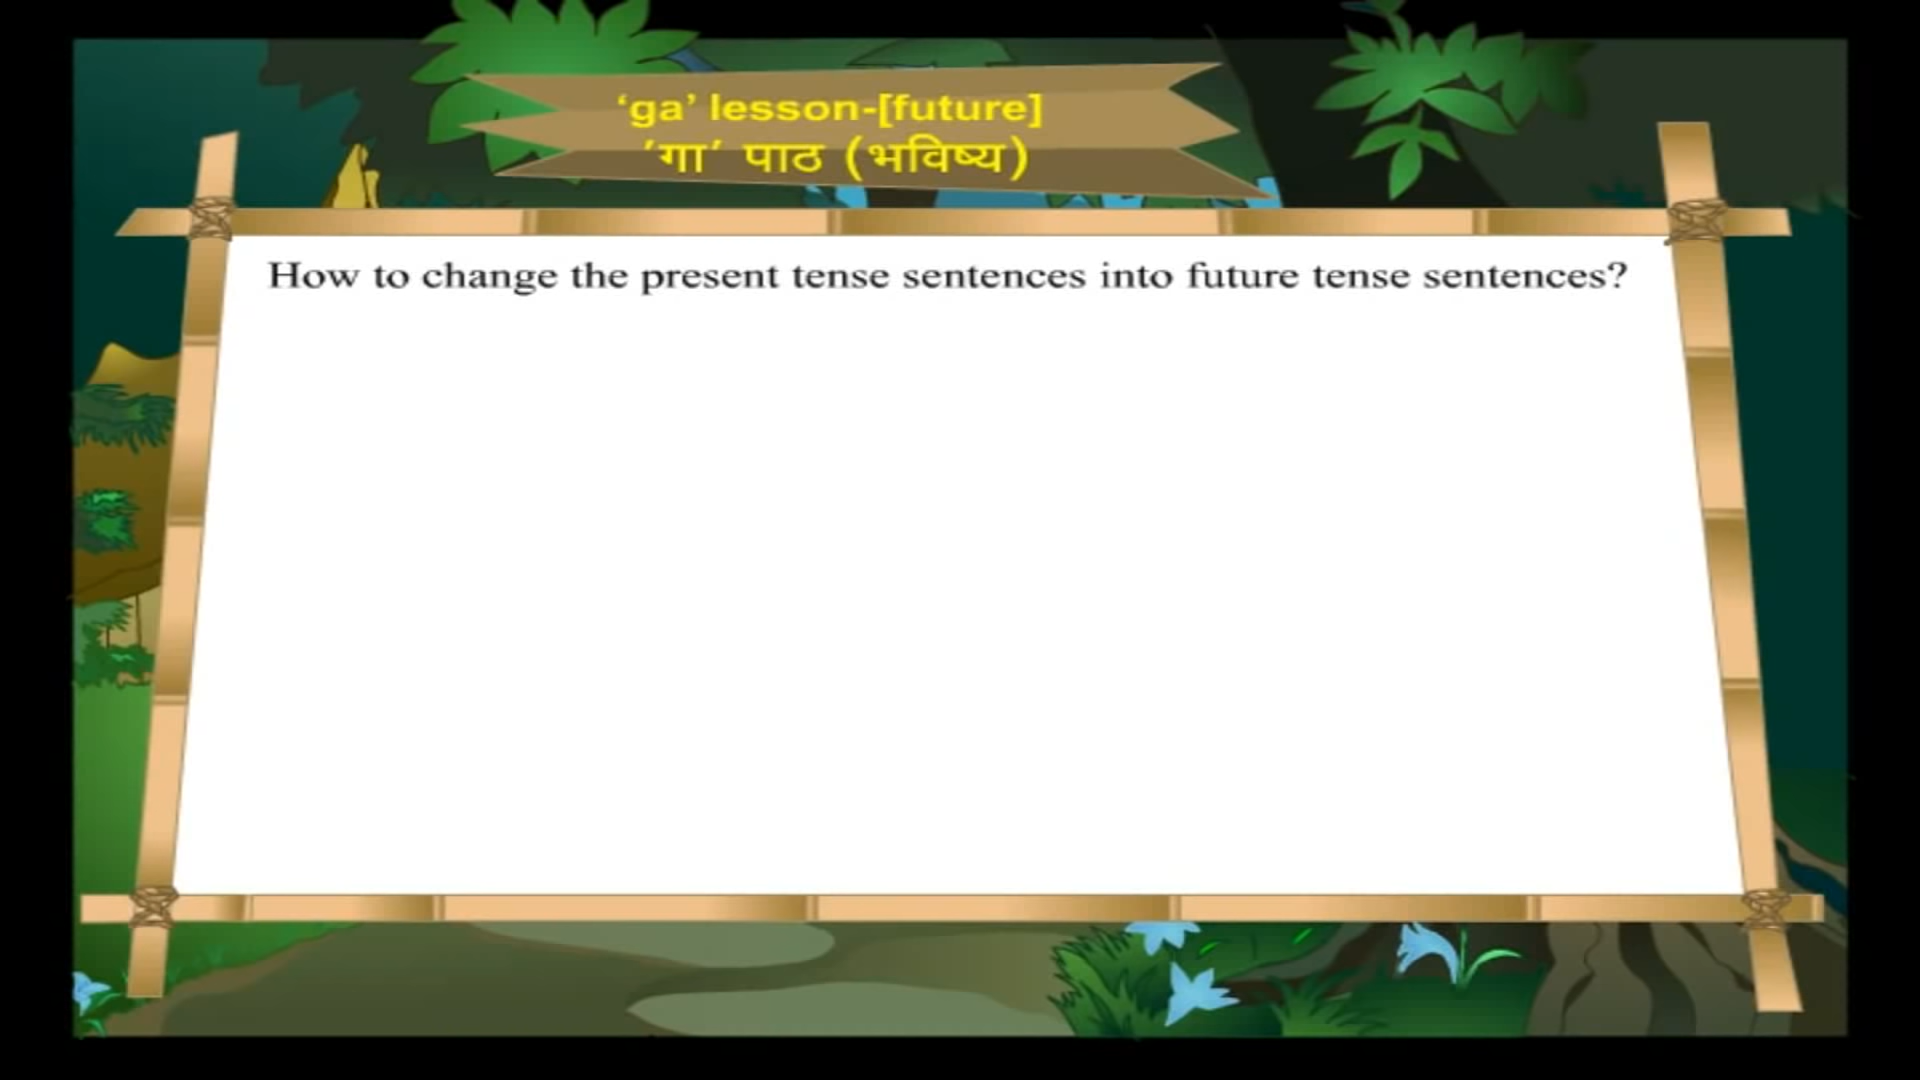 ‘ga’ lesson-[future]
′गा′ पाठ (भविष्य)
How to change the present tense sentences into future tense sentences?